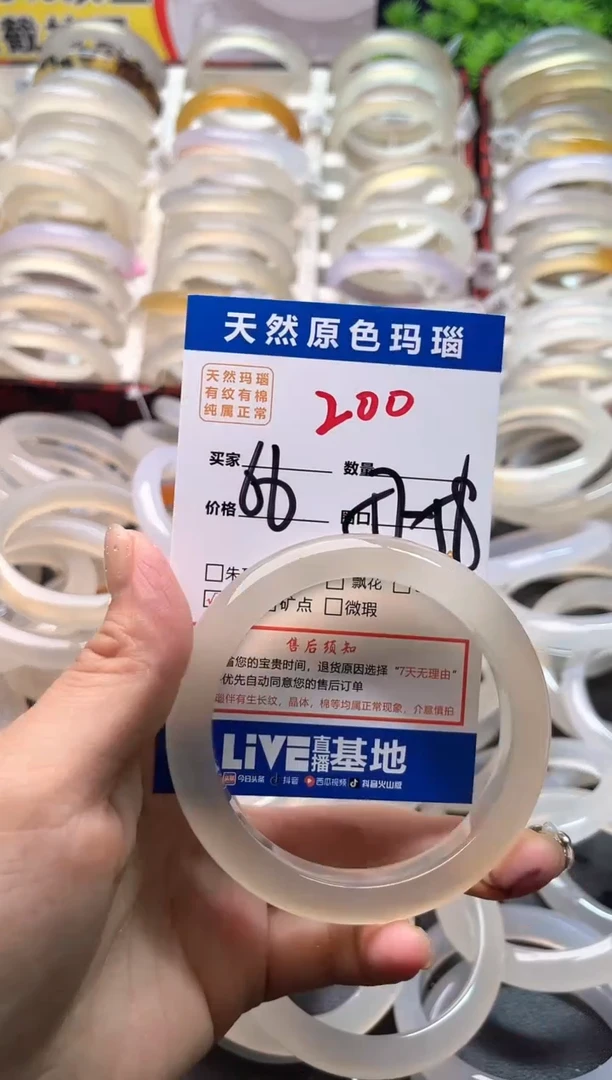 天然原色玛瑙
天然玛瑙
有纹有棉
纯属正常
200
买家 数量
66
价格 圈口
飘花
矿点 微瑕
售后须知
您的宝贵时间，退货原因选择“7天无理由”
优先自动同意您的售后订单
伴有生长纹，晶体，棉等均属正常现象，介意慎拍
LiVE直播基地
今日头条 抖音 西瓜视频 抖音火山版